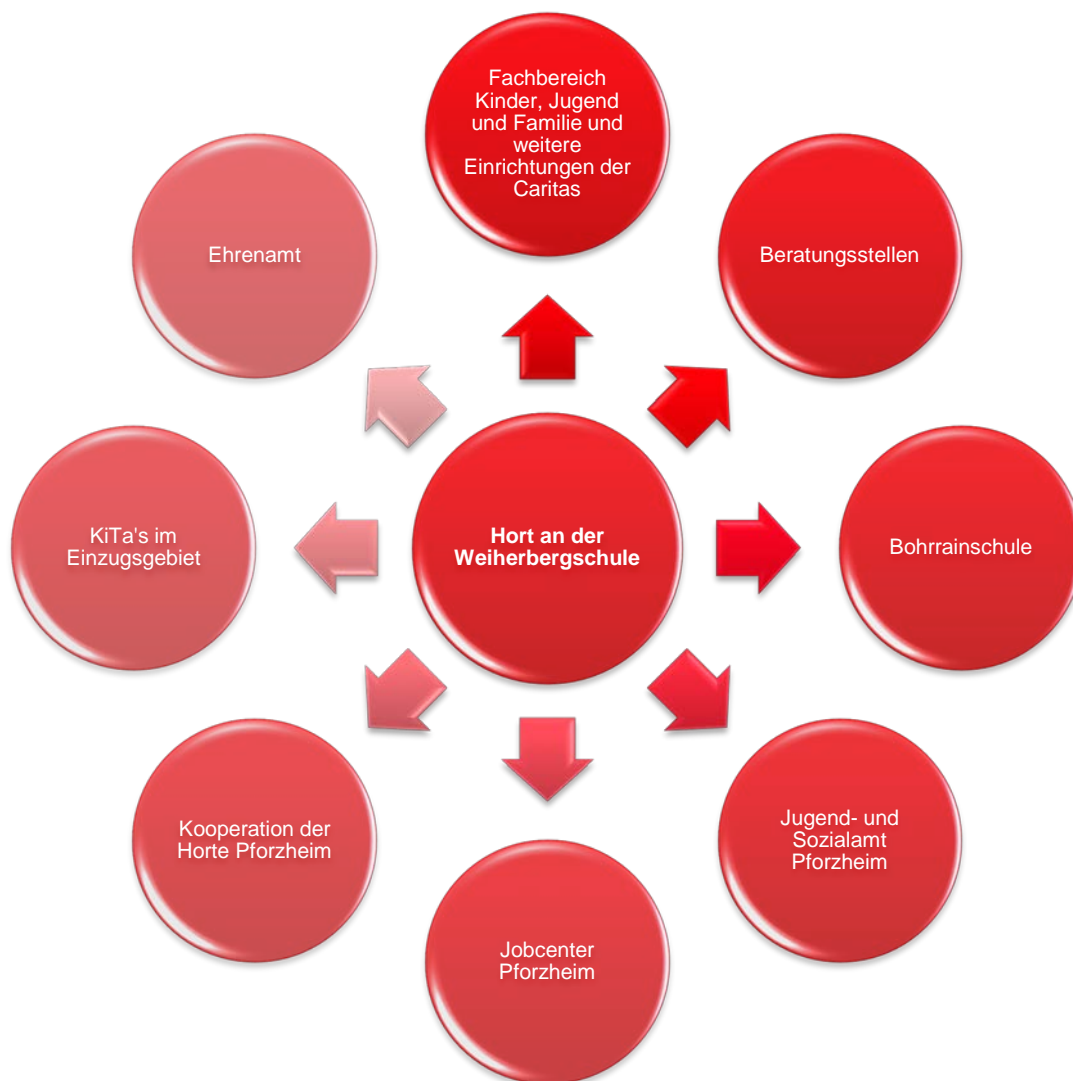 Fachbereich
Kinder, Jugend
und Familie und
weitere
Einrichtungen der
Caritas
Beratungsstellen
Bohrrainschule
Jugend- und
Sozialamt
Pforzheim
Jobcenter
Pforzheim
Kooperation der
Horte Pforzheim
KiTa's im
Einzugsgebiet
Ehrenamt
Hort an der
Weiherbergschule